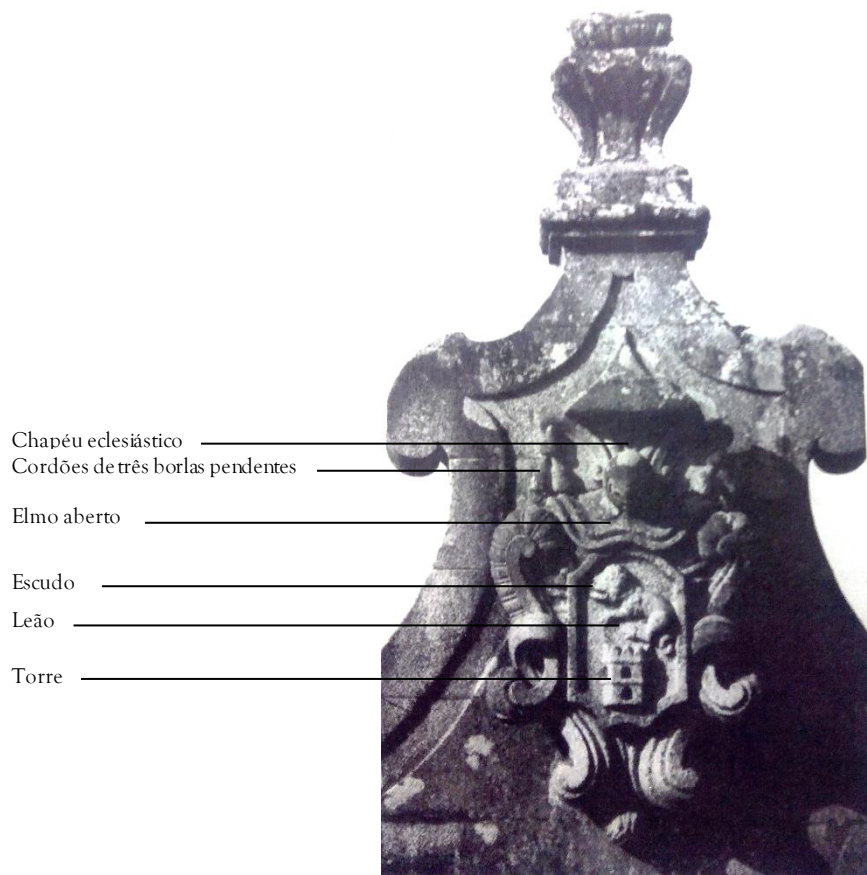 Chapéu eclesiástico
Cordões de três borlas pendentes
Elmo aberto
Escudo
Leão
Torre